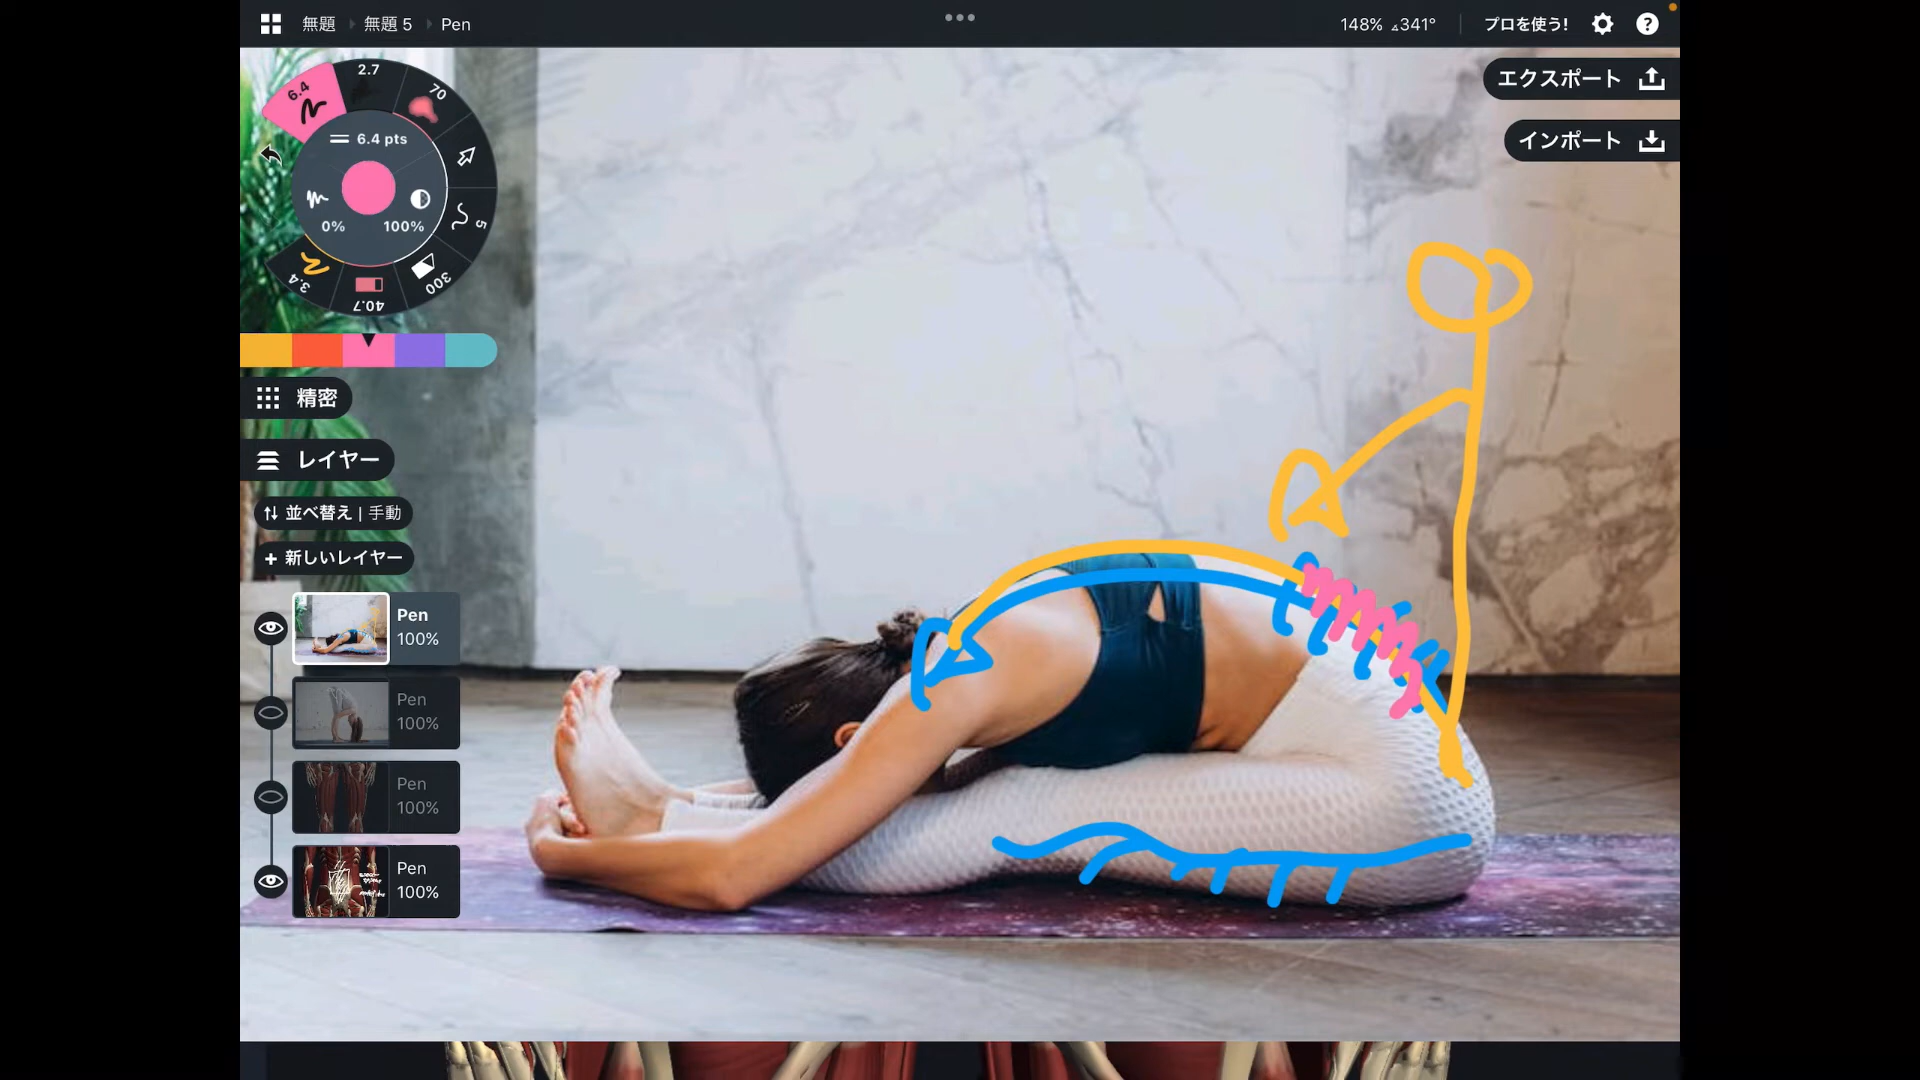 無題 無題 5 Pen
148% ⊿341° プロを使う! ?
エクスポート
インポート
2.7
6.4
70
6.4 pts
5
0% 100%
3.4
300
40.7
精密
レイヤー
並べ替え | 手動
+ 新しいレイヤー
Pen
100%
Pen
100%
Pen
100%
Pen
100%